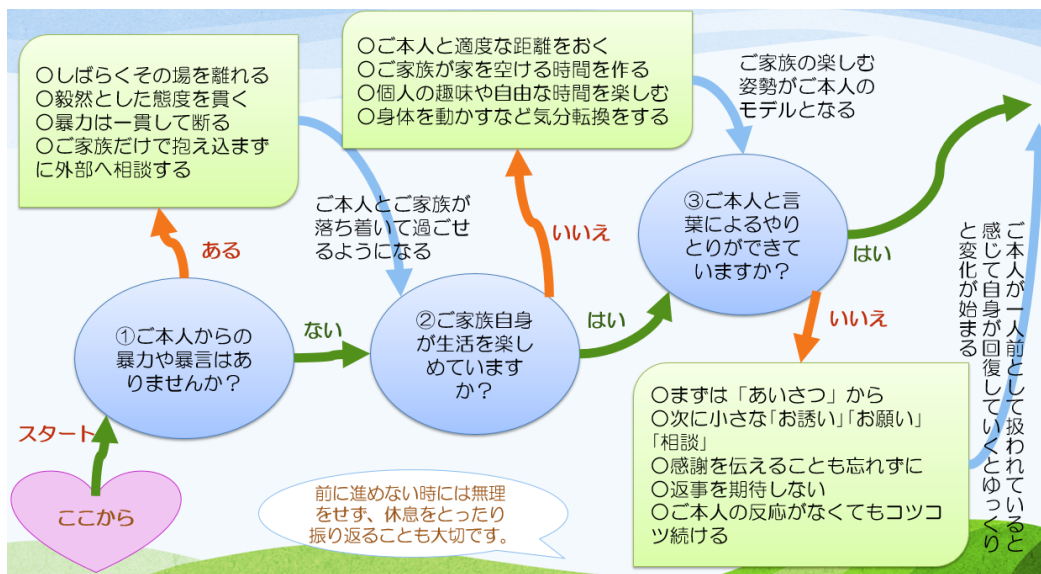 ○しばらくその場を離れる
○毅然とした態度を貫く
○暴力は一貫して断る
○ご家族だけで抱え込まず
に外部へ相談する
○ご本人と適度な距離をおく
○ご家族が家を空ける時間を作る
○個人の趣味や自由な時間を楽しむ
○身体を動かすなど気分転換をする
ご家族の楽しむ
姿勢がご本人の
モデルとなる
ご本人とご家族が
落ち着いて過ごせ
るようになる
ある
いいえ
③ご本人と言
葉によるやり
とりができて
いますか？
はい
①ご本人からの
暴力や暴言はあ
りませんか？
ない
②ご家族自身
が生活を楽し
めています
か？
はい
いいえ
ご本人が一人前として扱われていると
感じて自身が回復していくとゆっくり
と変化が始まる
スタート
ここから
前に進めない時には無理
をせず、休息をとったり
振り返ることも大切です。
○まずは「あいさつ」から
○次に小さな「お誘い」「お願い」
「相談」
○感謝を伝えることも忘れずに
○返事を期待しない
○ご本人の反応がなくてもコツコ
ツ続ける